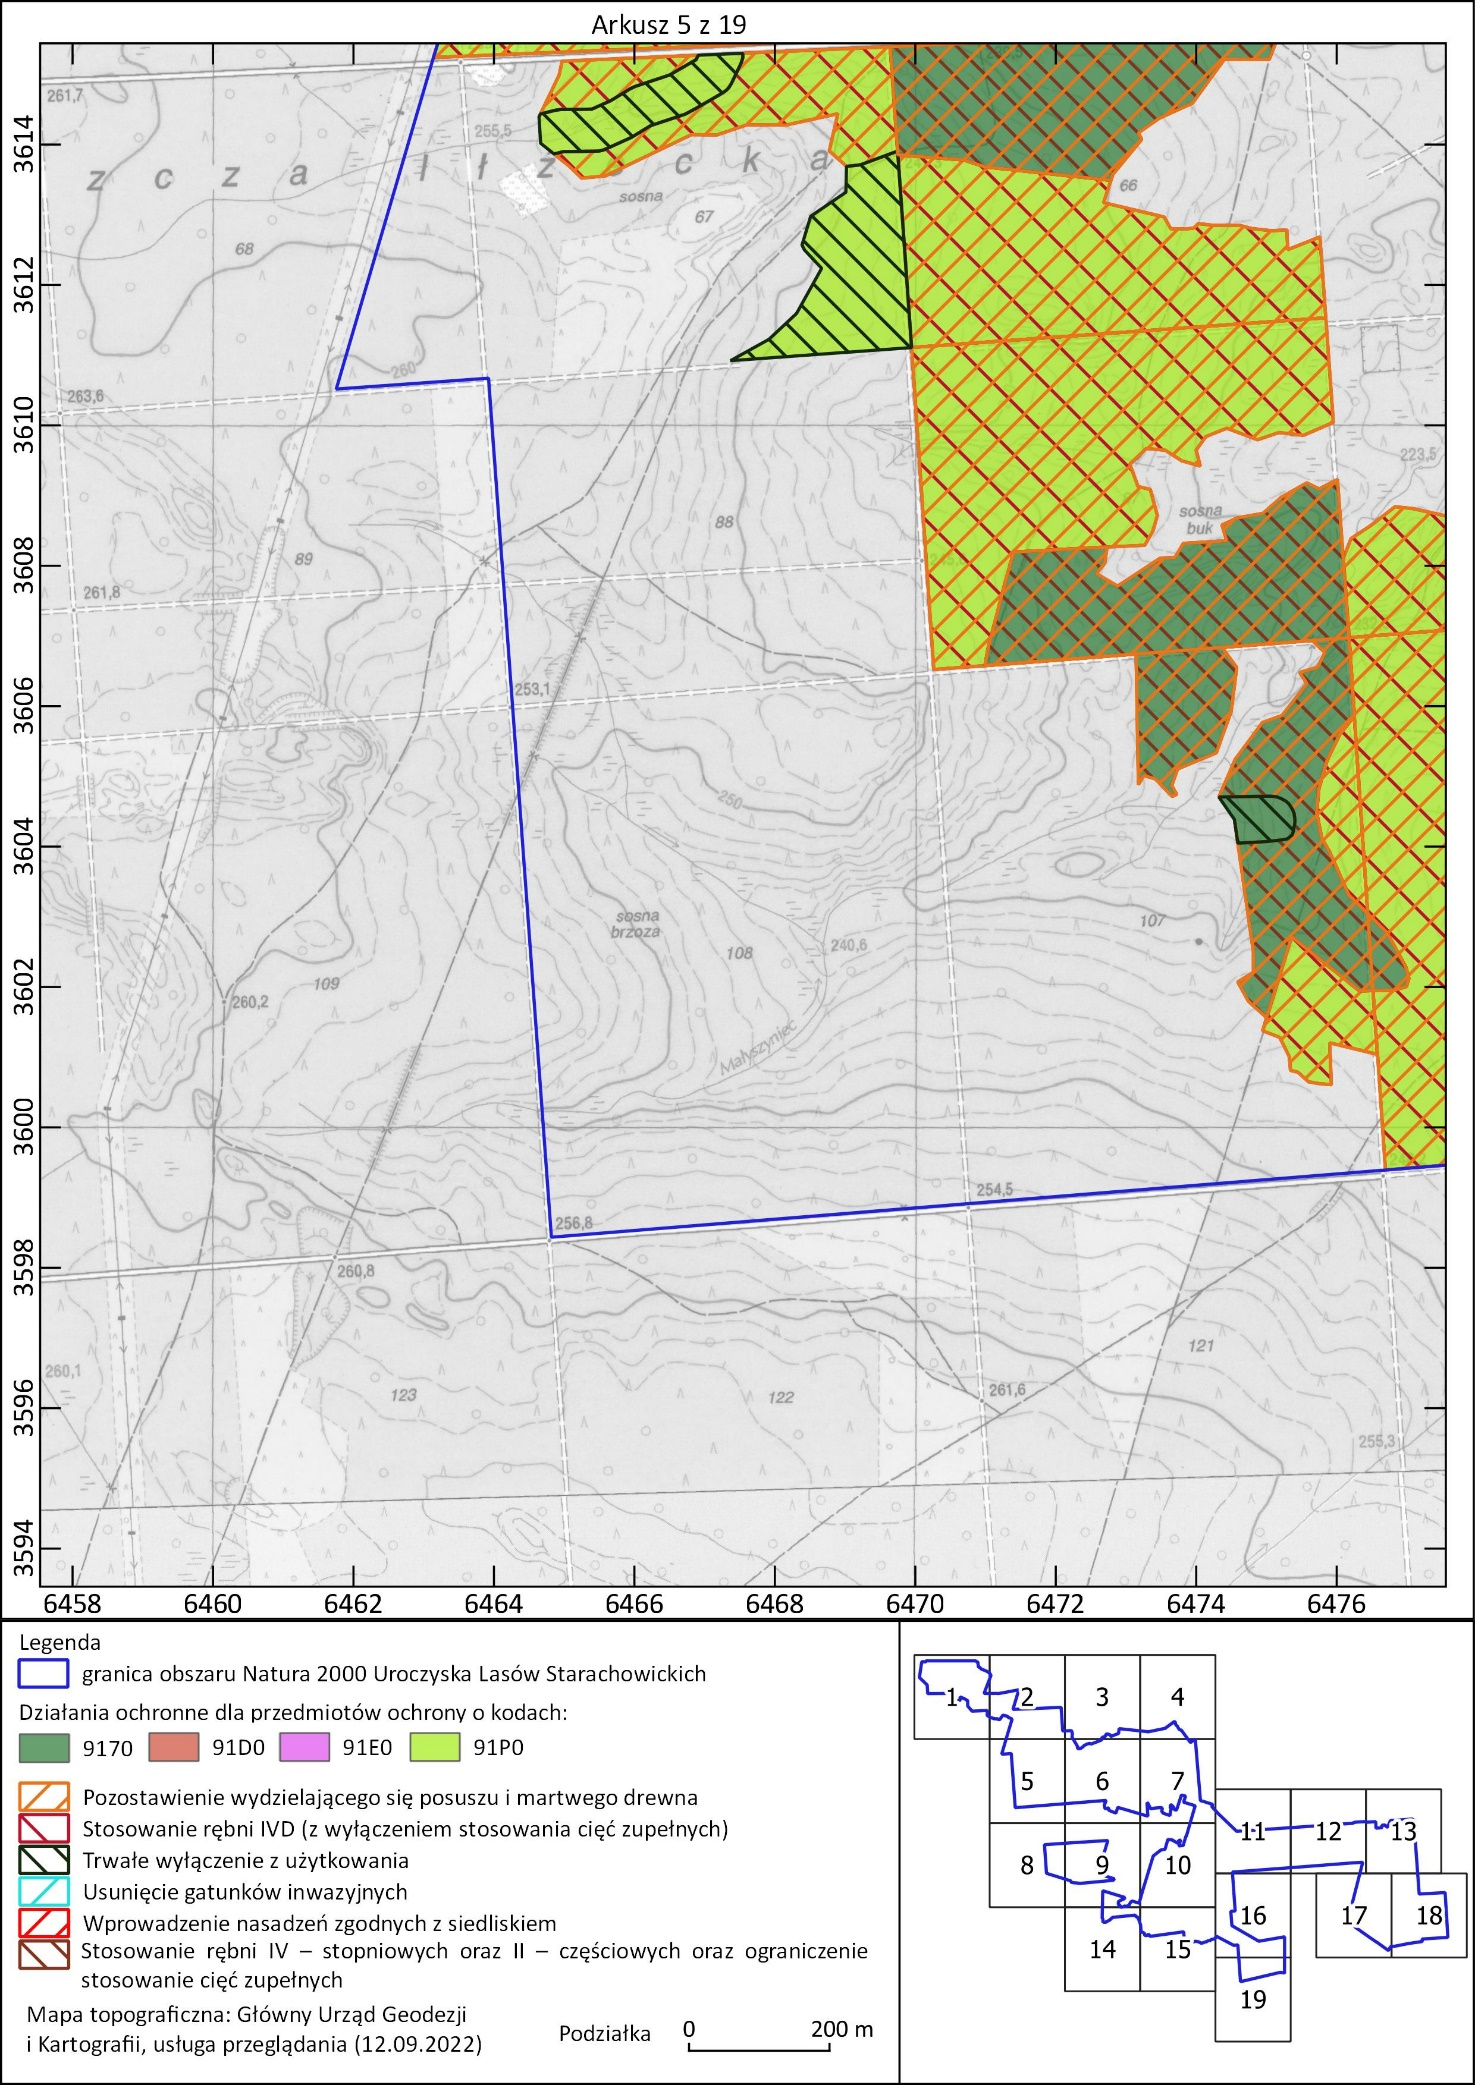 Arkusz 5 z 19
261,7
255,5
z c z a ł ł z c k a
sosna
67
66
68
260
263,6
sosna
buk
223,5
88
89
261,8
253,1
250
sosna
brzoza
108
240,6
107
109
260,2
Małyszyniec
254,5
256,8
260,8
260,1
123
122
121
261,6
255,3
3614
3612
3610
3608
3606
3604
3602
3600
3598
3596
3594
6458 6460 6462 6464 6466 6468 6470 6472 6474 6476
Legenda
granica obszaru Natura 2000 Uroczyska Lasów Starachowickich
Działania ochronne dla przedmiotów ochrony o kodach:
9170 91D0 91E0 91P0
Pozostawienie wydzielającego się posuszu i martwego drewna
Stosowanie rębni IVD (z wyłączeniem stosowania cięć zupełnych)
Trwałe wyłączenie z użytkowania
Usunięcie gatunków inwazyjnych
Wprowadzenie nasadzeń zgodnych z siedliskiem
Stosowanie rębni IV – stopniowych oraz II – częściowych oraz ograniczenie
stosowanie cięć zupełnych
Mapa topograficzna: Główny Urząd Geodezji
i Kartografii, usługa przeglądania (12.09.2022)
Podziałka 0 200 m
1 2 3 4
5 6 7
11 12 13
8 9 10
16 17 18
14 15
19